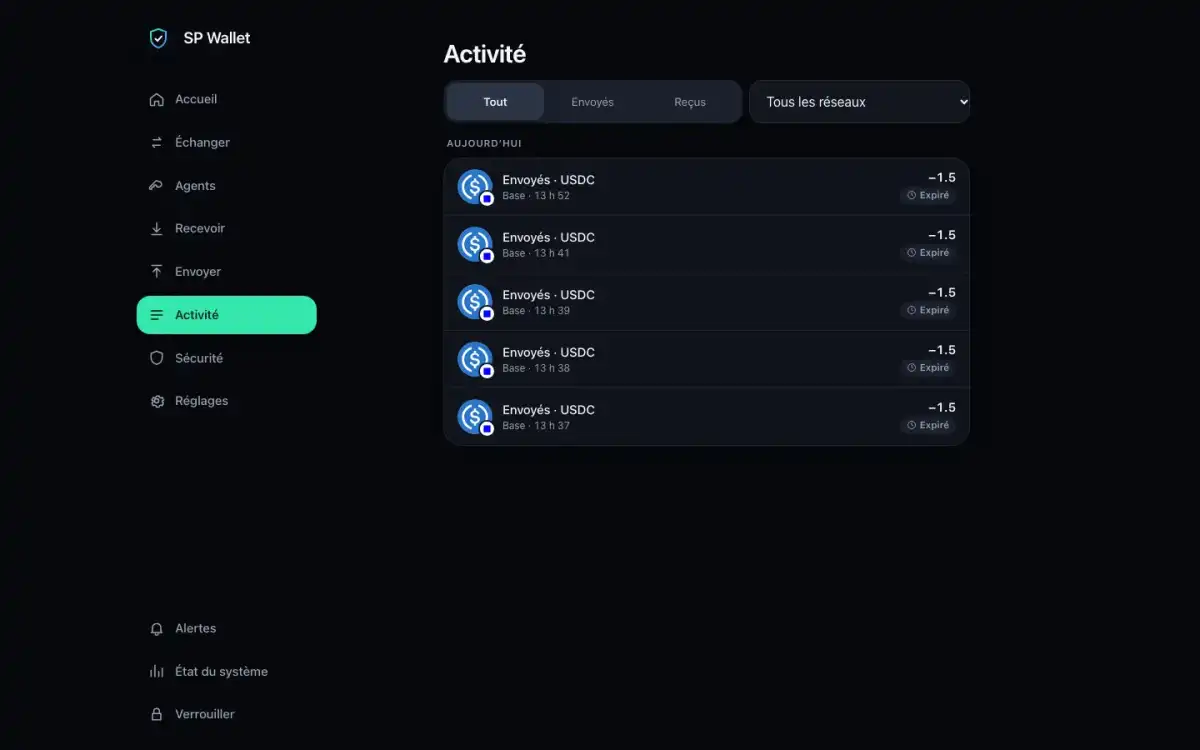 SP Wallet
Accueil
Échanger
Agents
Recevoir
Envoyer
Activité
Sécurité
Réglages
Alertes
État du système
Verrouiller
Activité
Tout
Envoyés
Reçus
Tous les réseaux
AUJOURD'HUI
Envoyés · USDC
−1.5
Base · 13 h 52
Expiré
Envoyés · USDC
−1.5
Base · 13 h 41
Expiré
Envoyés · USDC
−1.5
Base · 13 h 39
Expiré
Envoyés · USDC
−1.5
Base · 13 h 38
Expiré
Envoyés · USDC
−1.5
Base · 13 h 37
Expiré